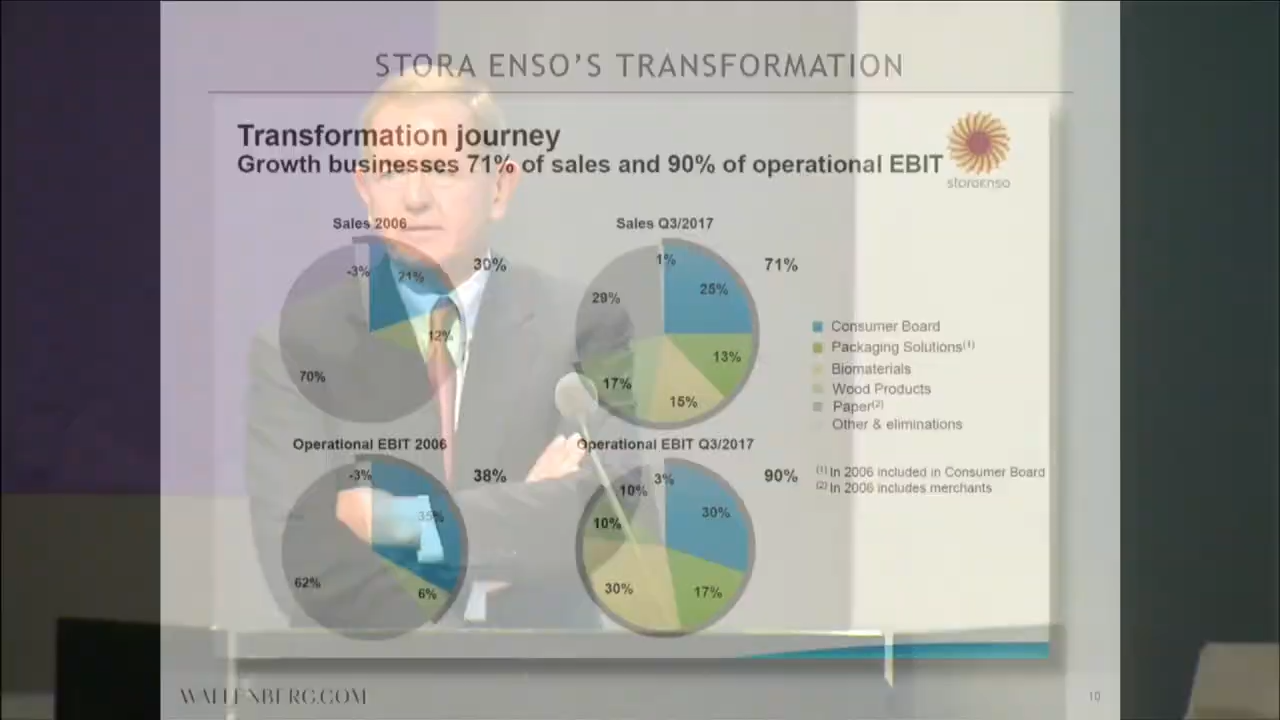 STORA ENSO'S TRANSFORMATION
Transformation journey
Growth businesses 71% of sales and 90% of operational EBIT
storaenso
Sales 2006
-3%
21%
30%
12%
70%
Sales Q3/2017
1%
71%
25%
29%
13%
17%
15%
Consumer Board
Packaging Solutions(1)
Biomaterials
Wood Products
Paper(2)
Other & eliminations
Operational EBIT 2006
-3%
38%
35%
62%
6%
Operational EBIT Q3/2017
3%
90%
10%
30%
10%
30%
17%
(1) In 2006 included in Consumer Board
(2) In 2006 includes merchants
WALLENBERG.COM
10